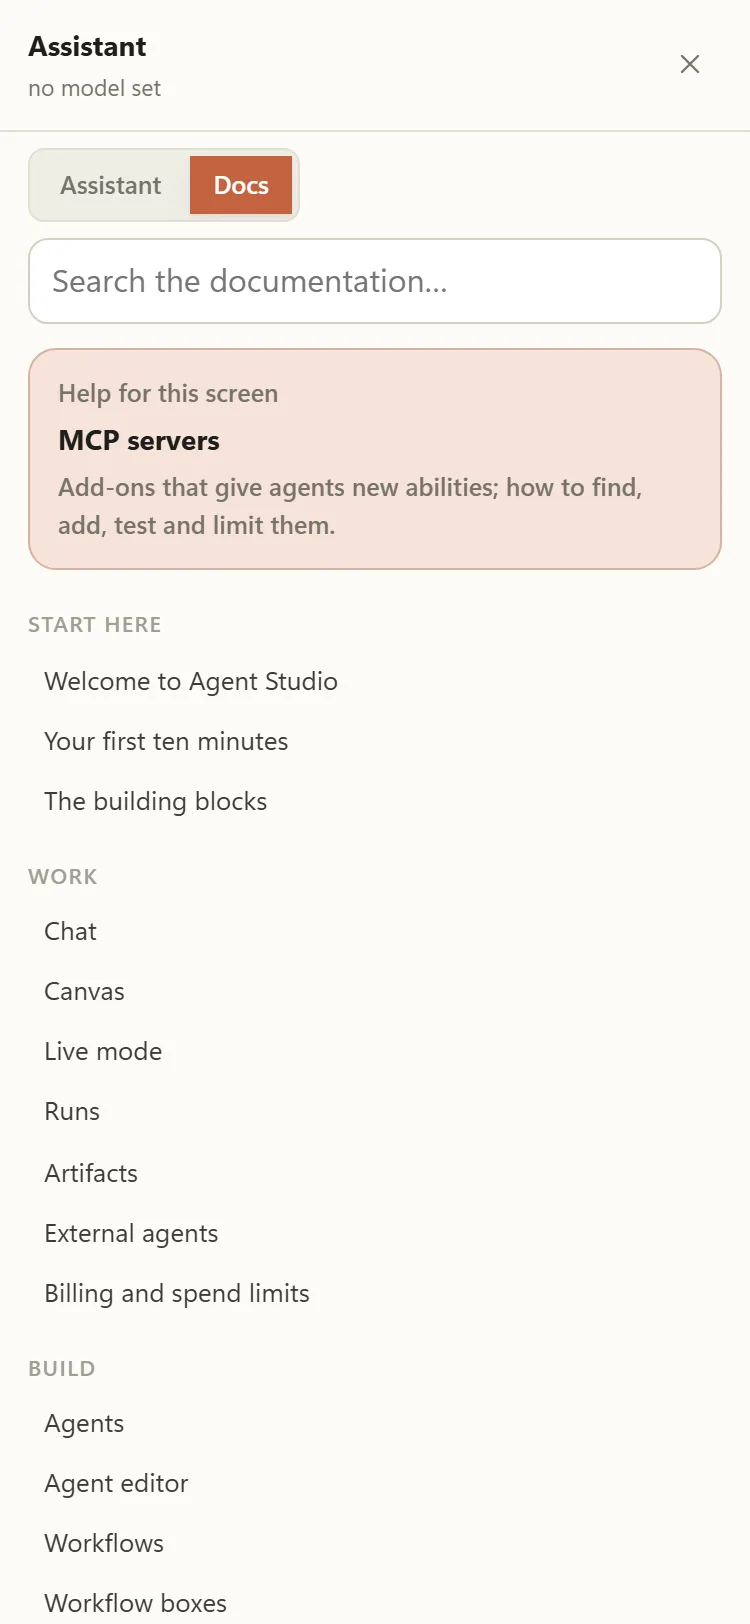 Assistant
no model set
Assistant
Docs
Search the documentation...
Help for this screen
MCP servers
Add-ons that give agents new abilities; how to find,
add, test and limit them.
START HERE
Welcome to Agent Studio
Your first ten minutes
The building blocks
WORK
Chat
Canvas
Live mode
Runs
Artifacts
External agents
Billing and spend limits
BUILD
Agents
Agent editor
Workflows
Workflow boxes